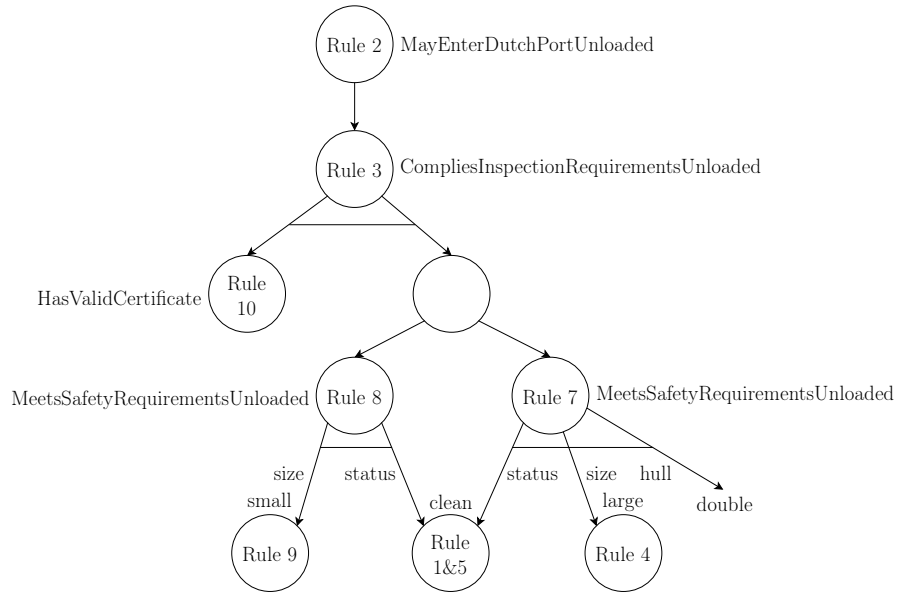 Rule 2
MayEnterDutchPortUnloaded
Rule 3
CompliesInspectionRequirementsUnloaded
HasValidCertificate
Rule
10
MeetsSafetyRequirementsUnloaded
Rule 8
Rule 7
MeetsSafetyRequirementsUnloaded
size
status
status
size
hull
small
clean
large
double
Rule 9
Rule
1&5
Rule 4